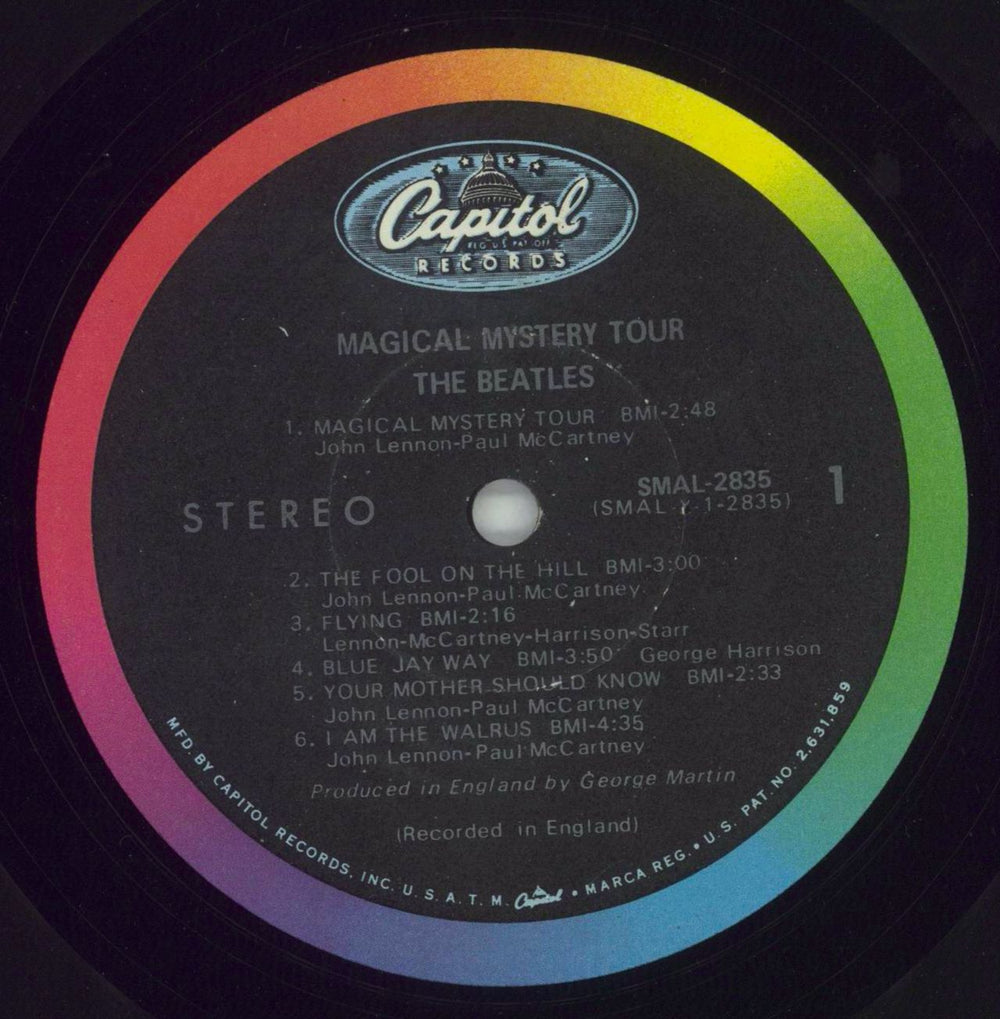 Capitol
REG. U.S. PAT. OFF.
RECORDS
MAGICAL MYSTERY TOUR
THE BEATLES
1. MAGICAL MYSTERY TOUR BMI-2:48
John Lennon-Paul McCartney
STEREO
SMAL-2835
(SMAL-X-1-2835)
1
2. THE FOOL ON THE HILL BMI-3:00
John Lennon-Paul McCartney
3. FLYING BMI-2:16
Lennon-McCartney-Harrison-Starr
4. BLUE JAY WAY BMI-3:50 George Harrison
5. YOUR MOTHER SHOULD KNOW BMI-2:33
John Lennon-Paul McCartney
6. I AM THE WALRUS BMI-4:35
John Lennon-Paul McCartney
Produced in England by George Martin
(Recorded in England)
MFD. BY CAPITOL RECORDS, INC. U.S.A. T.M. Capitol • MARCA REG. • U.S. PAT. NO. 2,631,859